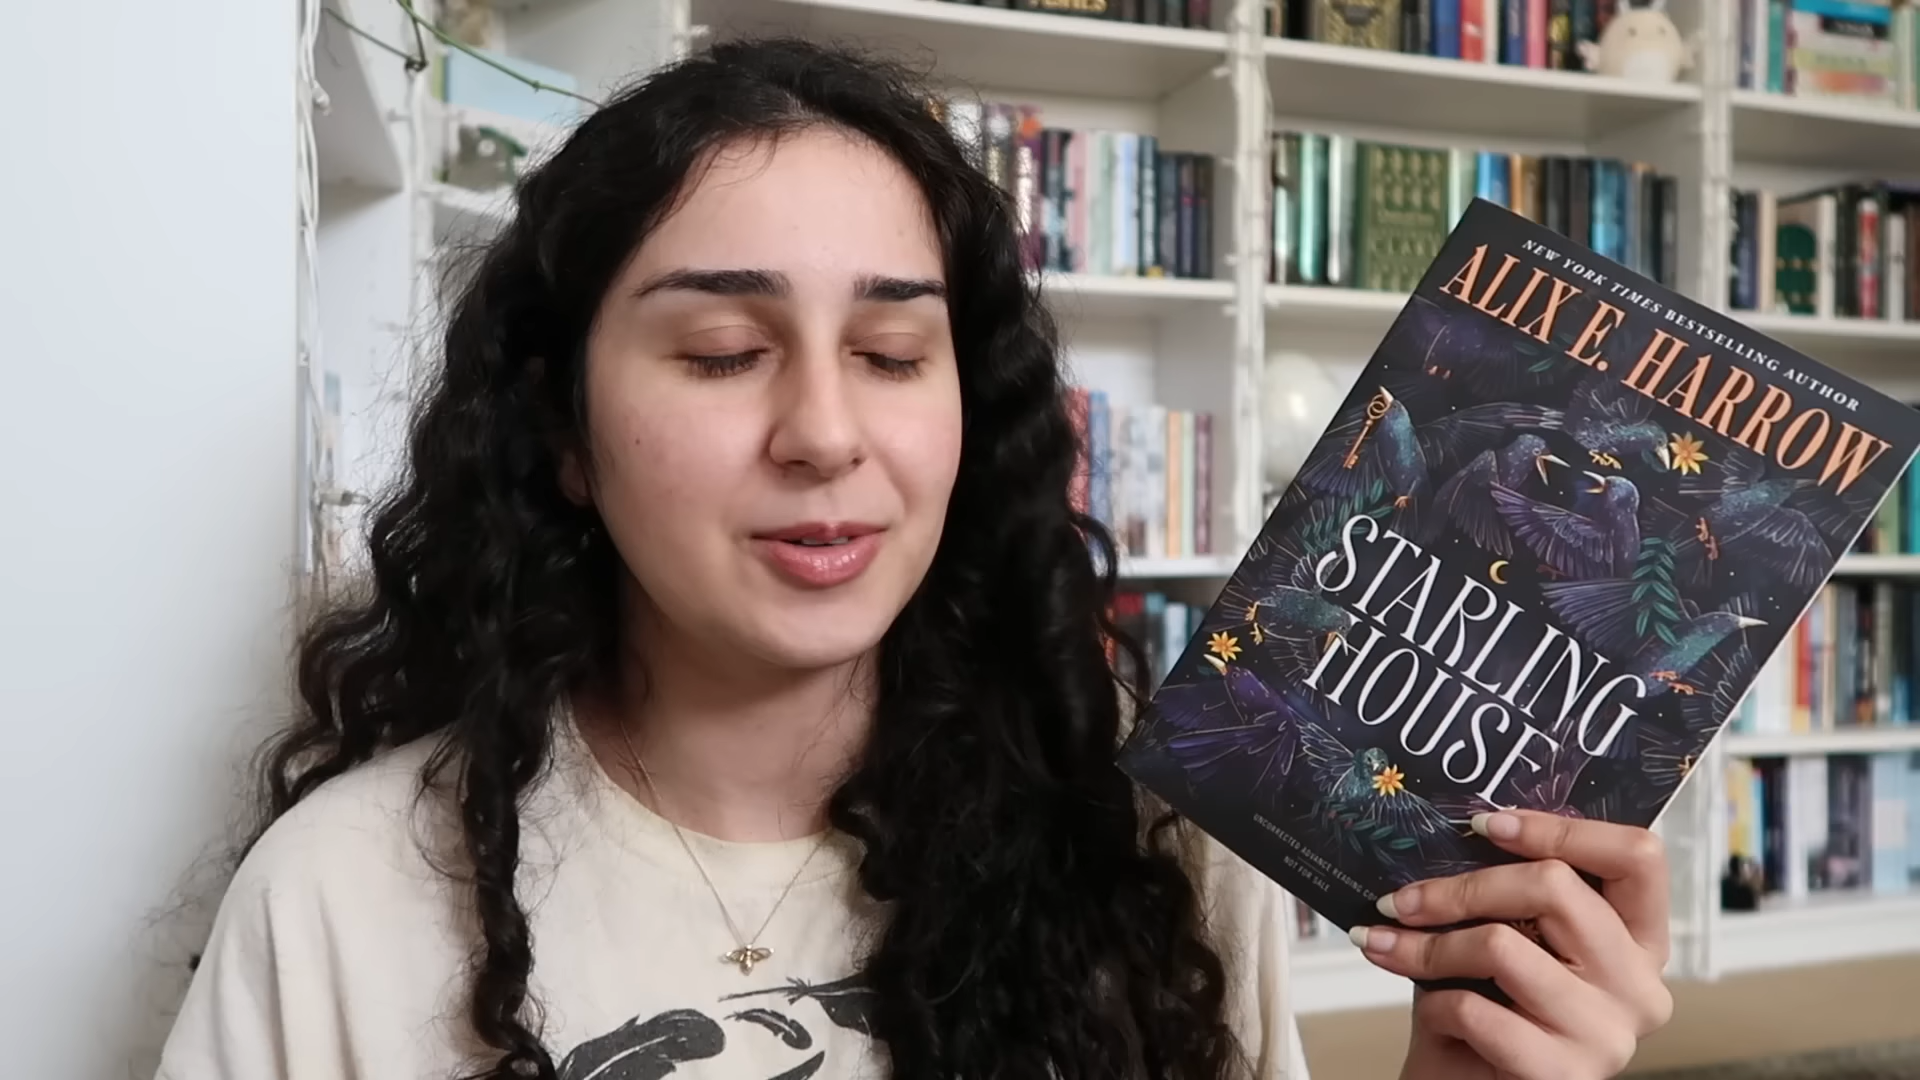 NEW YORK TIMES BESTSELLING AUTHOR
ALIX E. HARROW
STARLING
HOUSE
UNCORRECTED ADVANCE READING
NOT FOR SALE